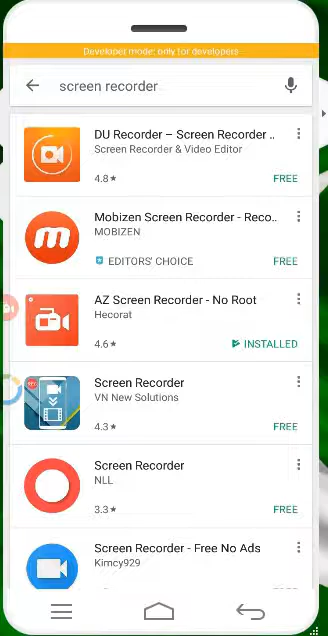 Developer mode: only for developers
screen recorder
DU Recorder – Screen Recorder ..
Screen Recorder & Video Editor
4.8★ FREE
Mobizen Screen Recorder - Reco..
MOBIZEN
EDITORS' CHOICE FREE
AZ Screen Recorder - No Root
Hecorat
4.6★ INSTALLED
Screen Recorder
VN New Solutions
4.3★ FREE
Screen Recorder
NLL
3.3★ FREE
Screen Recorder - Free No Ads
Kimcy929